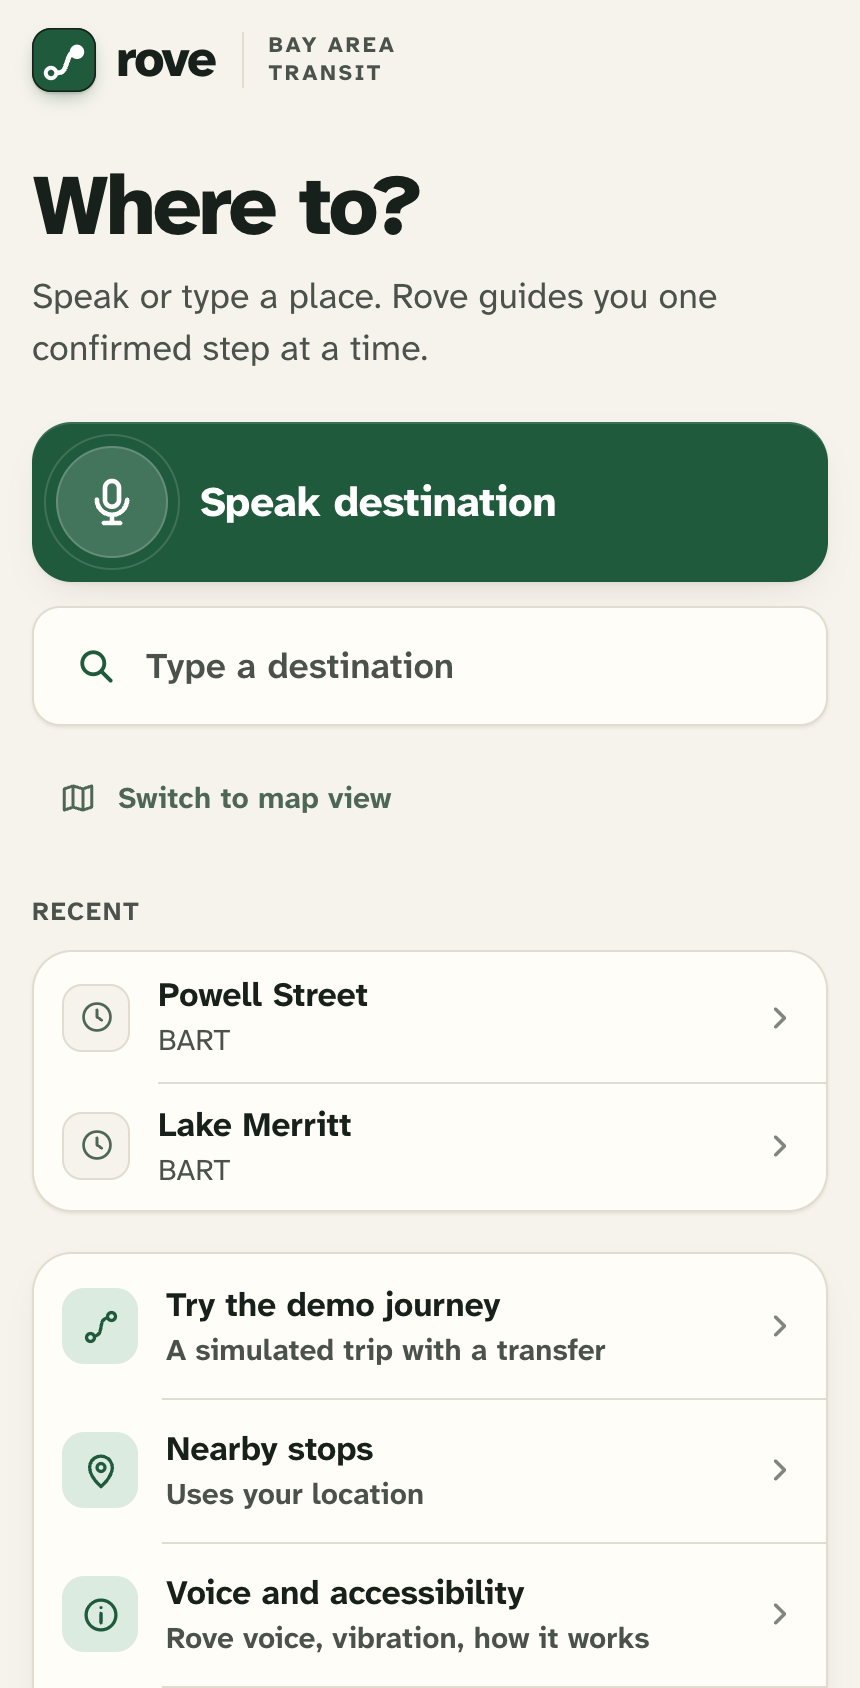 rove
BAY AREA
TRANSIT
Where to?
Speak or type a place. Rove guides you one
confirmed step at a time.
Speak destination
Type a destination
Switch to map view
RECENT
Powell Street
BART
Lake Merritt
BART
Try the demo journey
A simulated trip with a transfer
Nearby stops
Uses your location
Voice and accessibility
Rove voice, vibration, how it works